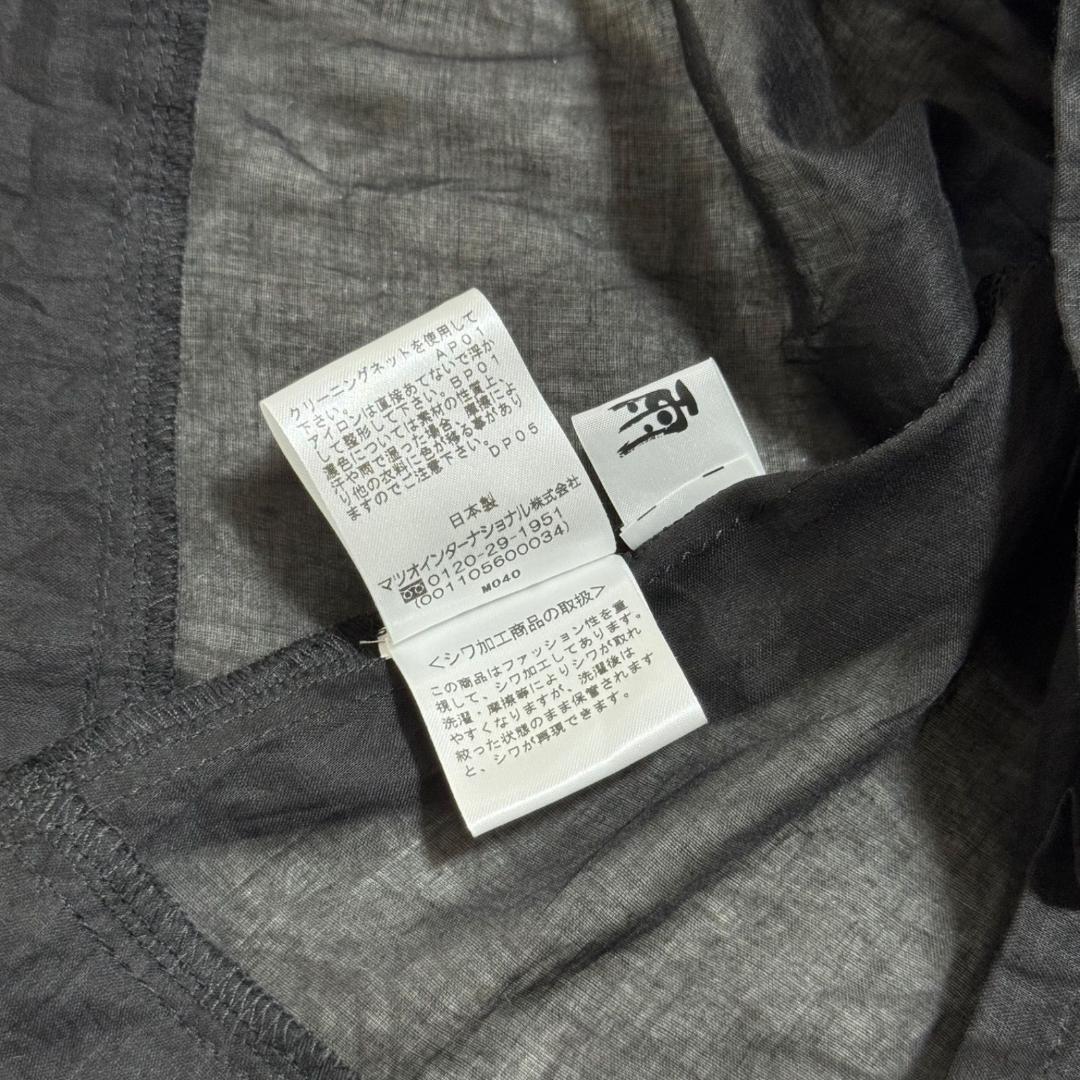 クリーニングネットを使用して
下さい。 AP01
アイロンは直接あてないで浮か
して整形して下さい。BP01
濃色については素材の性質上、
汗や雨で湿った場合、摩擦によ
り他の衣料に色が移る事があり
ますのでご注意下さい。 DP05
日本製
マツオインターナショナル株式会社
0120-29-1951
(001105600034)
M040
<シワ加工商品の取扱>
この商品はファッション性を重
視して、シワ加工してあります。
洗濯、摩擦等によりシワが取れ
やすくなりますが、洗濯後は
絞った状態のまま保管されます
と、シワが再現できます。